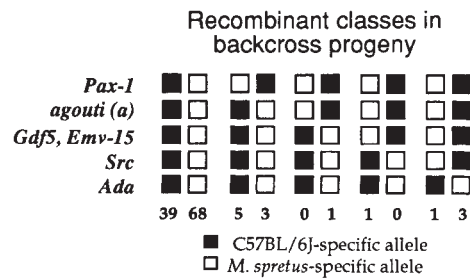 Recombinant classes in
backcross progeny
Pax-1
agouti (a)
Gdf5, Emv-15
Src
Ada
39 68 5 3 0 1 1 0 1 3
C57BL/6J-specific allele
M. spretus-specific allele